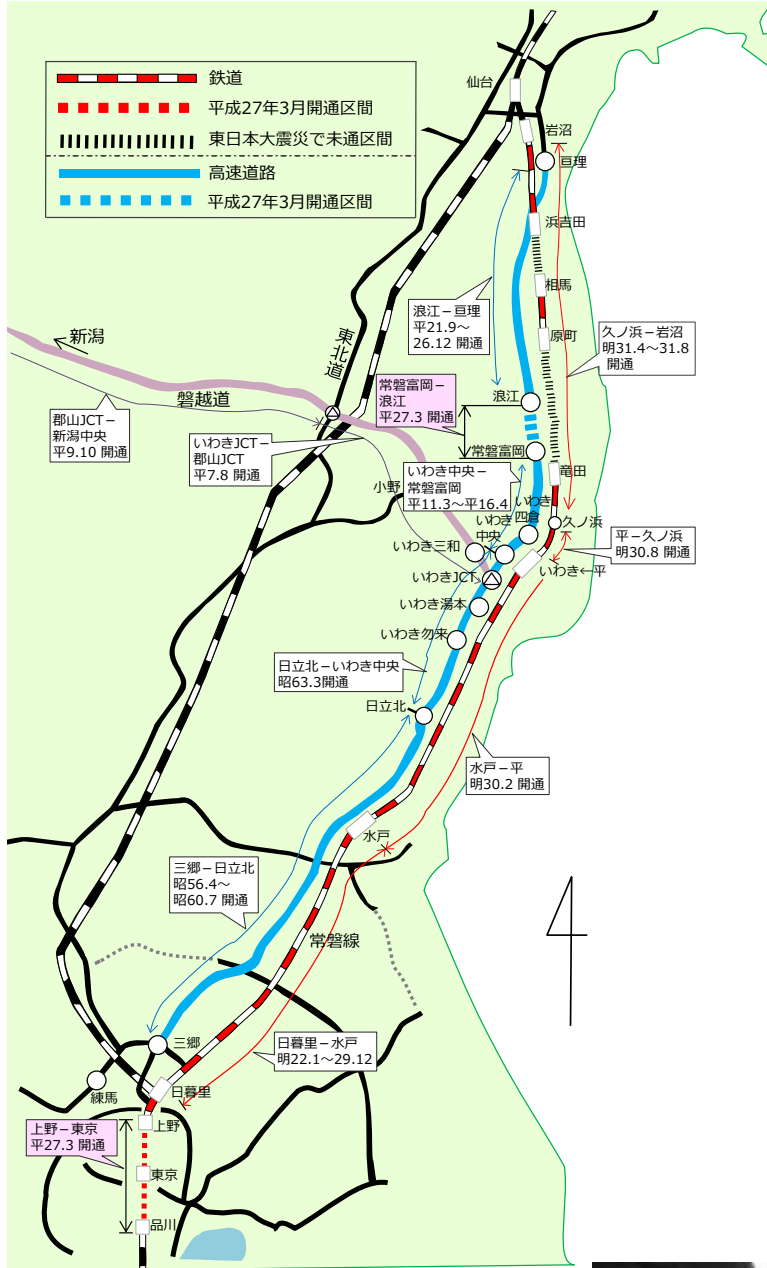 鉄道
平成27年3月開通区間
東日本大震災で未通区間
高速道路
平成27年3月開通区間
仙台
岩沼
亘理
浜吉田
相馬
原町
浪江－亘理
平21.9～
26.12 開通
久ノ浜－岩沼
明31.4～31.8
開通
新潟
東北道
磐越道
常磐富岡－
浪江
平27.3 開通
浪江
郡山JCT－
新潟中央
平9.10 開通
いわきJCT－
郡山JCT
平7.8 開通
常磐富岡
竜田
いわき中央－
常磐富岡
平11.3～平16.4
小野
いわき
四倉
久ノ浜
いわき
中央
いわき三和
平－久ノ浜
明30.8 開通
いわきJCT
いわき←平
いわき湯本
いわき勿来
日立北－いわき中央
昭63.3開通
日立北
水戸－平
明30.2 開通
水戸
三郷－日立北
昭56.4～
昭60.7 開通
常磐線
三郷
日暮里－水戸
明22.1～29.12
練馬
日暮里
上野
上野－東京
平27.3 開通
東京
品川